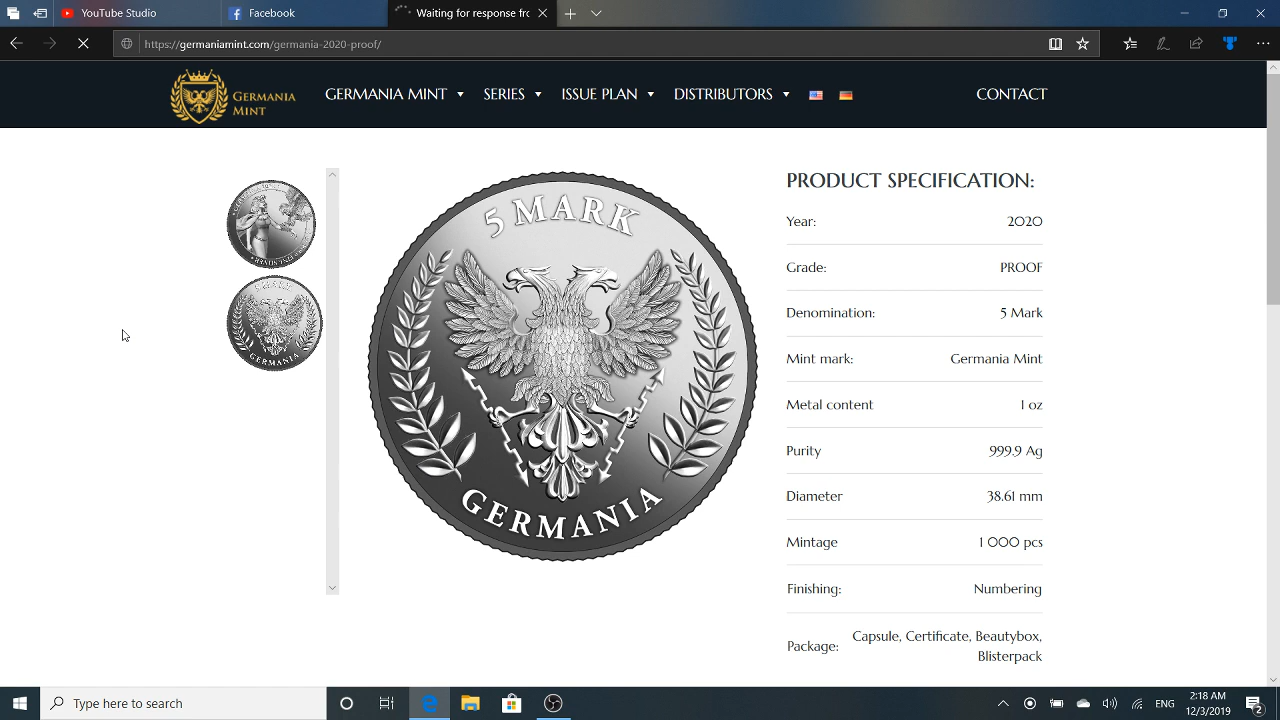 YouTube Studio
Facebook
Waiting for response fr
https://germaniamint.com/germania-2020-proof/
GERMANIA MINT
GERMANIA MINT
SERIES
ISSUE PLAN
DISTRIBUTORS
CONTACT
5 MARK
GERMANIA
GERMANIA
PRODUCT SPECIFICATION:
Year: 2020
Grade: PROOF
Denomination: 5 Mark
Mint mark: Germania Mint
Metal content 1 oz
Purity 999.9 Ag
Diameter 38.61 mm
Mintage 1 000 pcs
Finishing: Numbering
Package: Capsule, Certificate, Beautybox,
Blisterpack
Type here to search
ENG
2:18 AM
12/3/2019
2